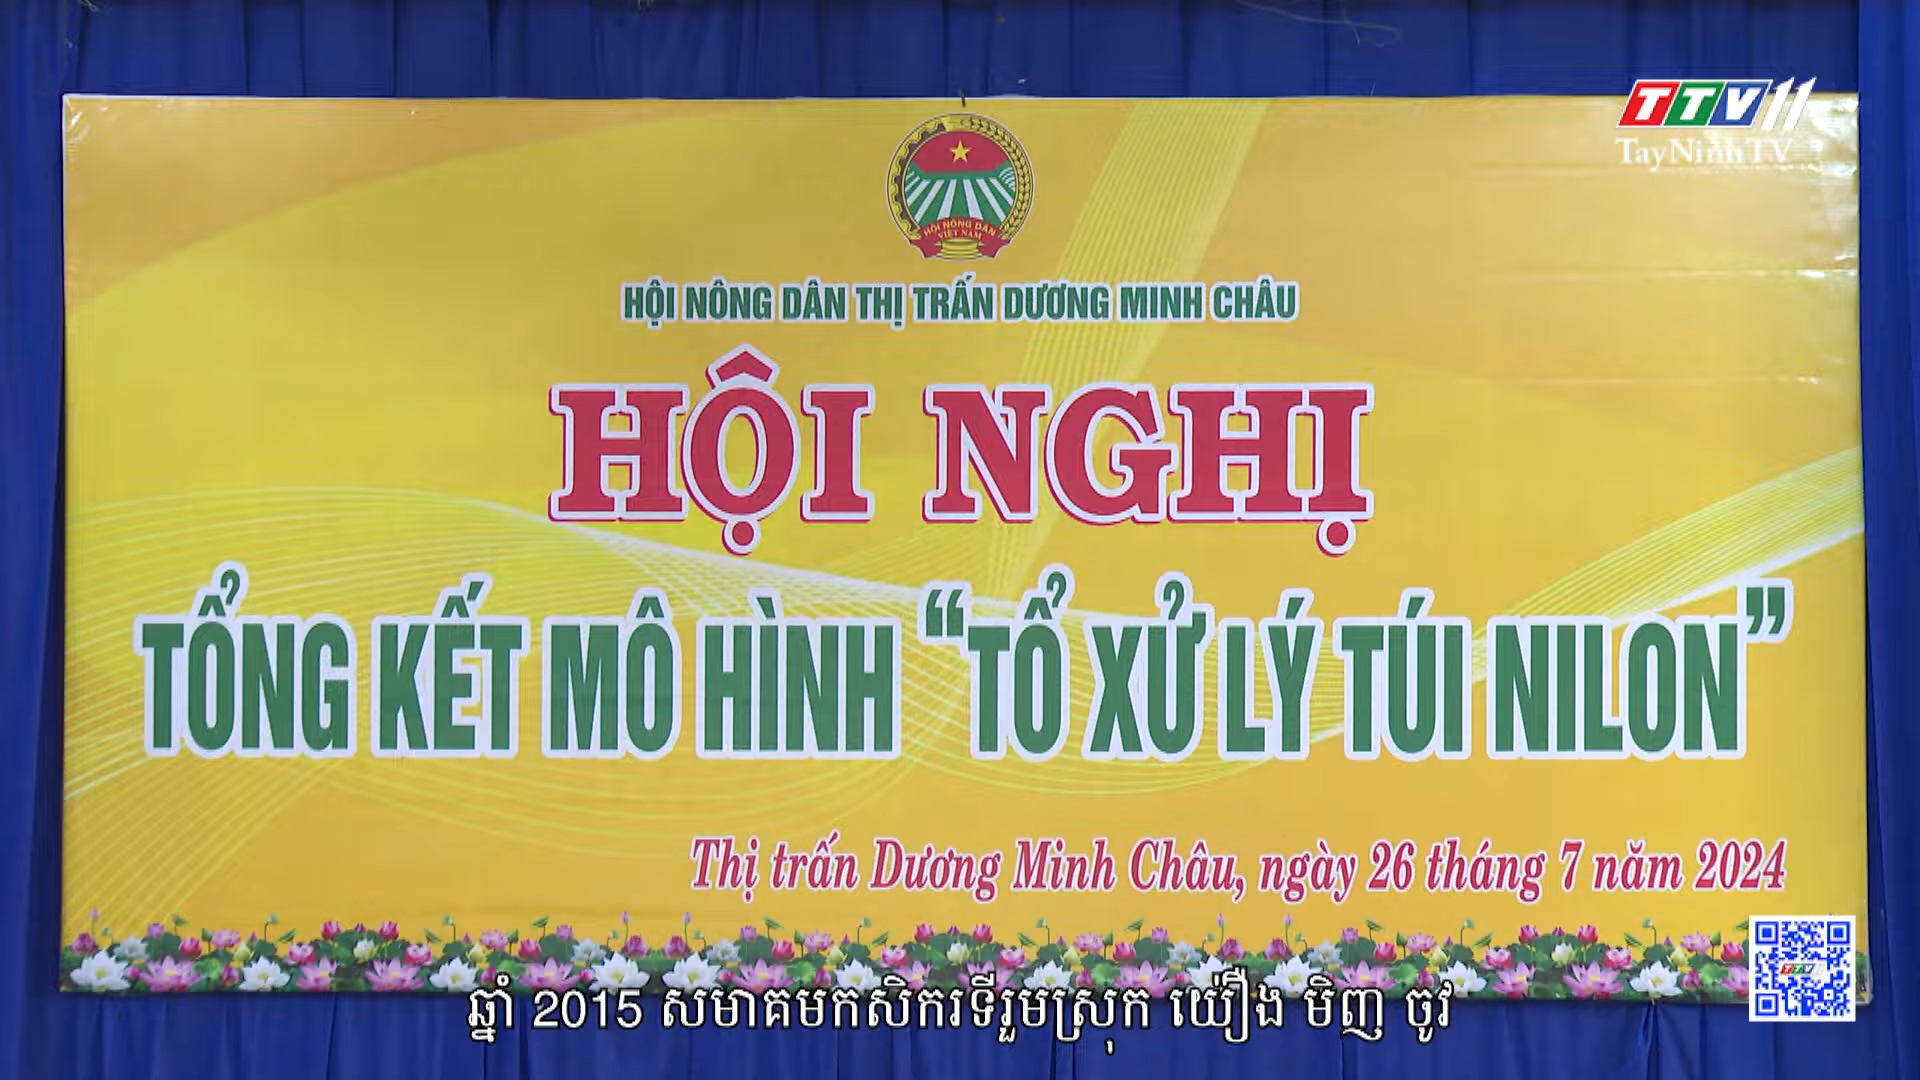 TTV11
TayNinhTV
HỘI NÔNG DÂN
VIỆT NAM
HỘI NÔNG DÂN THỊ TRẤN DƯƠNG MINH CHÂU
HỘI NGHỊ
TỔNG KẾT MÔ HÌNH “TỔ XỬ LÝ TÚI NILON”
Thị trấn Dương Minh Châu, ngày 26 tháng 7 năm 2024
TTV11
ឆ្នាំ 2015 សមាគមកសិករទីរួមស្រុក យ៉ឿង មិញ ចូវ